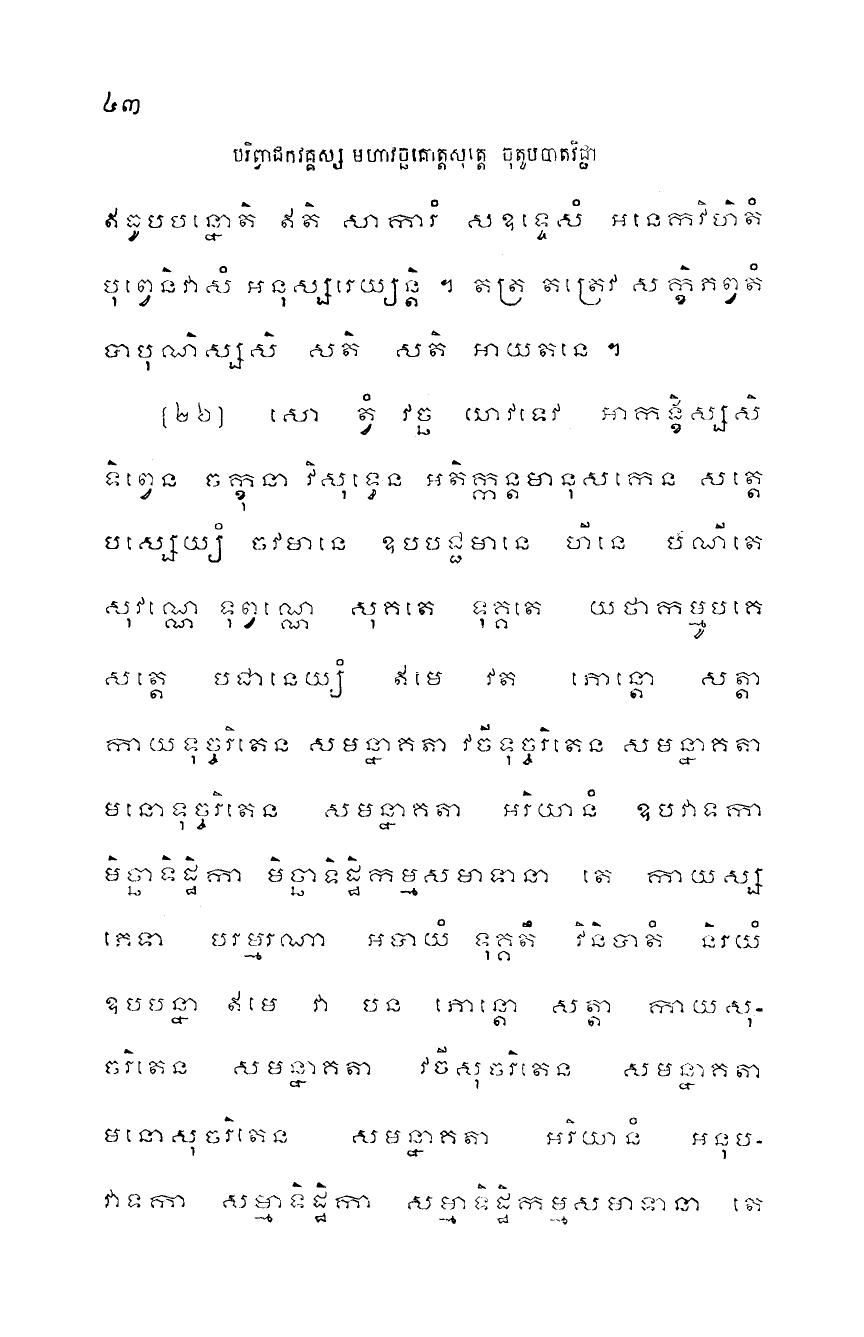 ៤៣
បរិព្វាជកវគ្គស្ស មហាវច្ឆគោត្តសុត្តេ ចុតូបបាតវិជ្ជា
ឥធូបបន្នោតិ ឥតិ សាការំ សឧទ្ទេសំ អនេកវិហិតំ
បុព្វេនិវាសំ អនុស្សរេយ្យន្តិ ។ តត្រ តត្រេវ សក្ខិភព្វតំ
បាបុណិស្សសិ សតិ សតិ អាយតនេ ។
[២៦] សោ ត្វំ វច្ឆ យាវទេវ អាកង្ខិស្សសិ
ទិព្វេន ចក្ខុនា វិសុទ្ធេន អតិក្កន្តមានុសកេន សត្តេ
បស្សេយ្យំ ចវមានេ ឧបបជ្ជមានេ ហីនេ បណីតេ
សុវណ្ណេ ទុព្វណ្ណេ សុគតេ ទុគ្គតេ យថាកម្មូបគេ
សត្តេ បជានេយ្យំ ឥមេ វត ភោន្តោ សត្តា
កាយទុច្ចរិតេន សមន្នាគតា វចីទុច្ចរិតេន សមន្នាគតា
មនោទុច្ចរិតេន សមន្នាគតា អរិយានំ ឧបវាទកា
មិច្ឆាទិដ្ឋិកា មិច្ឆាទិដ្ឋិកម្មសមាទានា តេ កាយស្ស
ភេទា បរម្មរណា អបាយំ ទុគ្គតឹ វិនិបាតំ និរយំ
ឧបបន្នា ឥមេ វា បន ភោន្តោ សត្តា កាយសុ-
ចរិតេន សមន្នាគតា វចីសុចរិតេន សមន្នាគតា
មនោសុចរិតេន សមន្នាគតា អរិយានំ អនុប-
វាទកា សម្មាទិដ្ឋិកា សម្មាទិដ្ឋិកម្មសមាទានា តេ